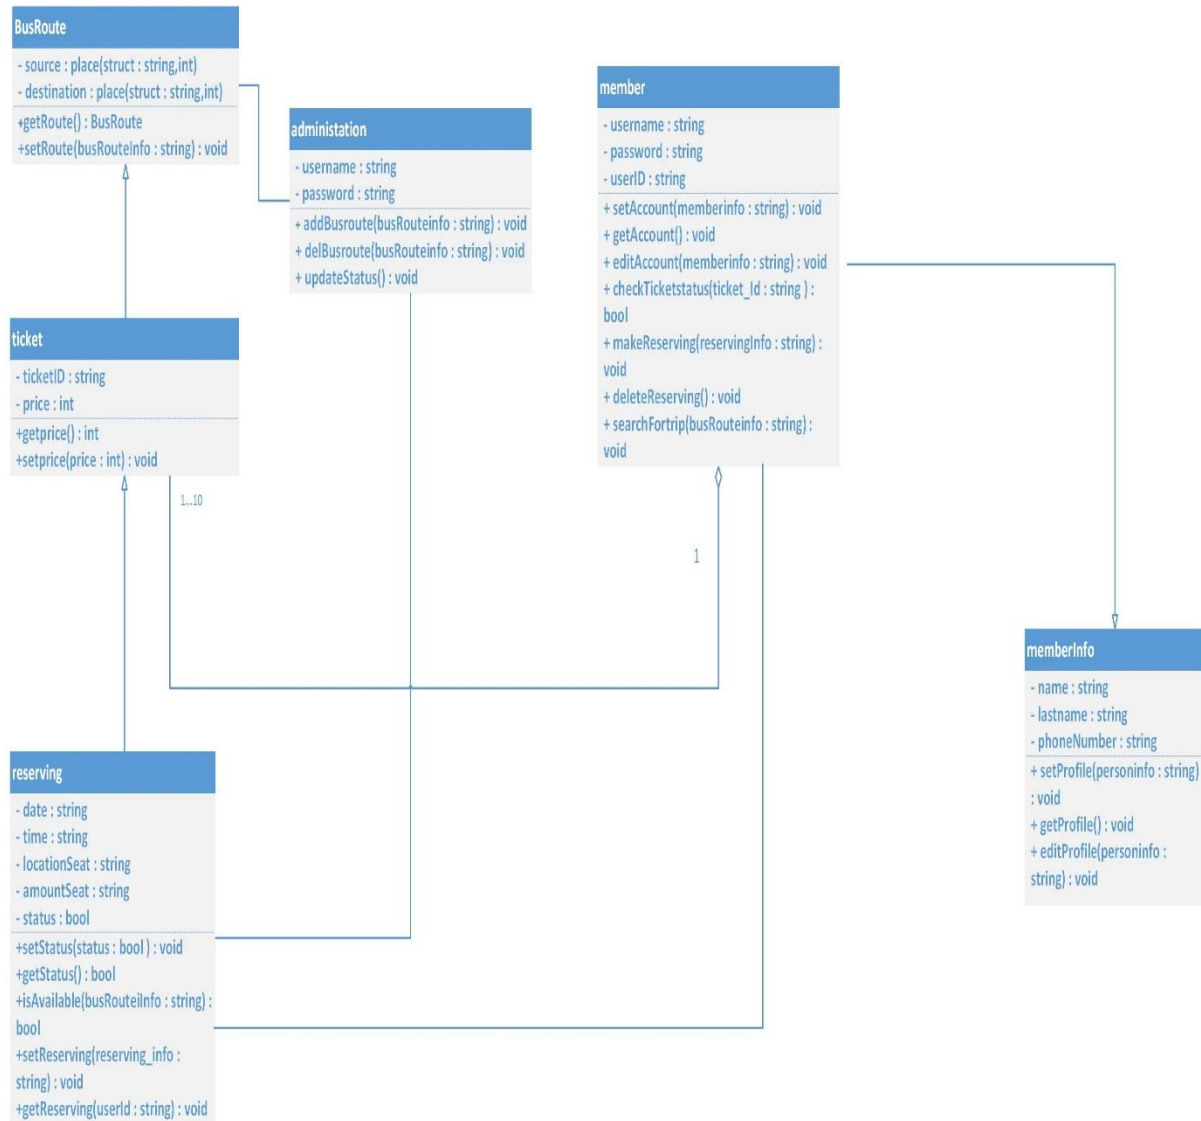 BusRoute
- source : place(struct : string,int)
- destination : place(struct : string,int)
+getRoute() : BusRoute
+setRoute(busRouteInfo : string) : void
administation
- username : string
- password : string
+ addBusroute(busRouteinfo : string) : void
+ delBusroute(busRouteinfo : string) : void
+ updateStatus() : void
member
- username : string
- password : string
- userID : string
+ setAccount(memberinfo : string) : void
+ getAccount() : void
+ editAccount(memberinfo : string) : void
+ checkTicketstatus(ticket_Id : string ) :
bool
+ makeReserving(reservingInfo : string) :
void
+ deleteReserving() : void
+ searchFortrip(busRouteinfo : string) :
void
ticket
- ticketID : string
- price : int
+getprice() : int
+setprice(price : int) : void
1...10
1
memberInfo
- name : string
- lastname : string
- phoneNumber : string
+ setProfile(personinfo : string)
: void
+ getProfile() : void
+ editProfile(personinfo :
string) : void
reserving
- date : string
- time : string
- locationSeat : string
- amountSeat : string
- status : bool
+setStatus(status : bool ) : void
+getStatus() : bool
+isAvailable(busRouteiInfo : string) :
bool
+setReserving(reserving_info :
string) : void
+getReserving(userId : string) : void